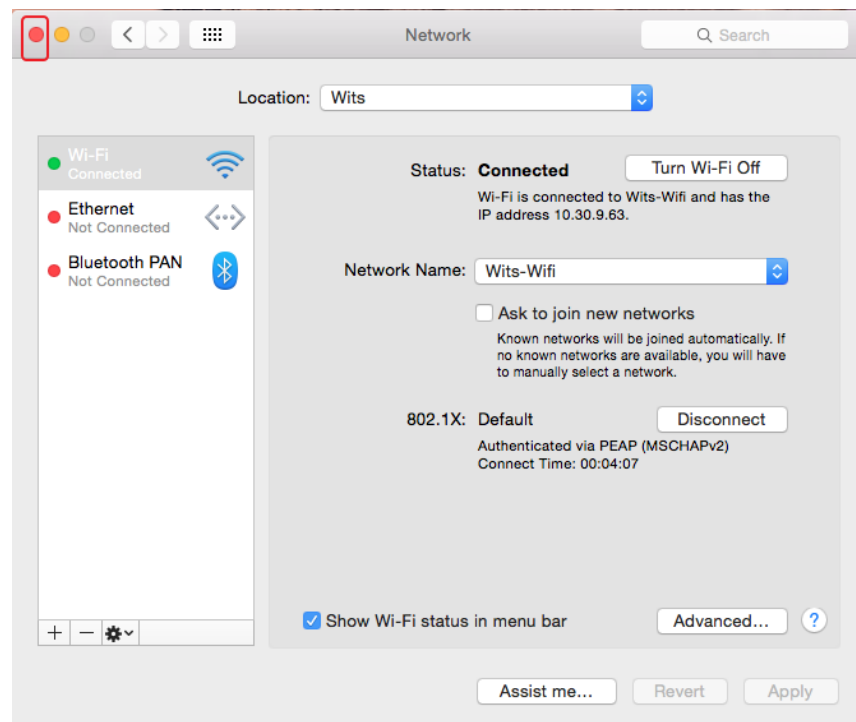 Network
Search
Location: Wits
Wi-Fi
Connected
Ethernet
Not Connected
Bluetooth PAN
Not Connected
Status: Connected Turn Wi-Fi Off
Wi-Fi is connected to Wits-Wifi and has the
IP address 10.30.9.63.
Network Name: Wits-Wifi
Ask to join new networks
Known networks will be joined automatically. If
no known networks are available, you will have
to manually select a network.
802.1X: Default Disconnect
Authenticated via PEAP (MSCHAPv2)
Connect Time: 00:04:07
Show Wi-Fi status in menu bar Advanced... ?
Assist me... Revert Apply